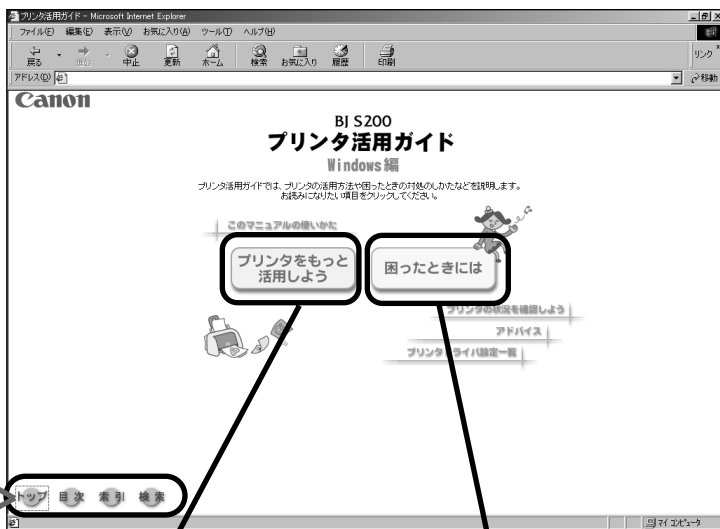 プリンタ活用ガイド - Microsoft Internet Explorer
ファイル(F) 編集(E) 表示(V) お気に入り(A) ツール(T) ヘルプ(H)
戻る 進む 中止 更新 ホーム 検索 お気に入り 履歴 印刷 リンク
アドレス(D) 移動
Canon
BJ S200
プリンタ活用ガイド
Windows編
プリンタ活用ガイドでは、プリンタの活用方法や困ったときの対処のしかたなどを説明します。
お読みになりたい項目をクリックしてください。
このマニュアルの使いかた
プリンタをもっと
活用しよう
困ったときには
プリンタの状況を確認しよう
アドバイス
プリンタドライバ設定一覧
トップ 目次 索引 検索
マイ コンピュータ